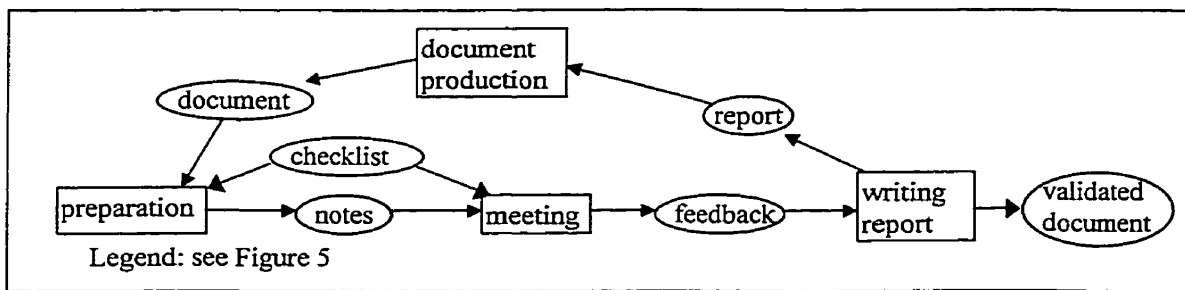 document
production
document
report
checklist
preparation
notes
meeting
feedback
writing
report
validated
document
Legend: see Figure 5